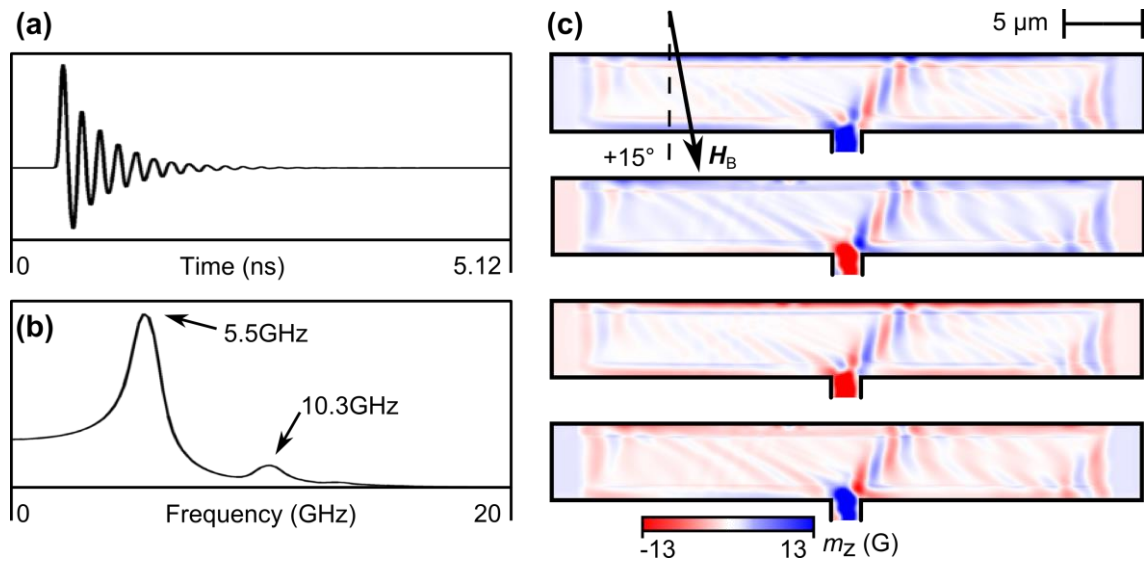 (a)
0 Time (ns) 5.12
(b)
5.5GHz
10.3GHz
0 Frequency (GHz) 20
(c)
5 µm
+15° HB
-13 13 mZ (G)